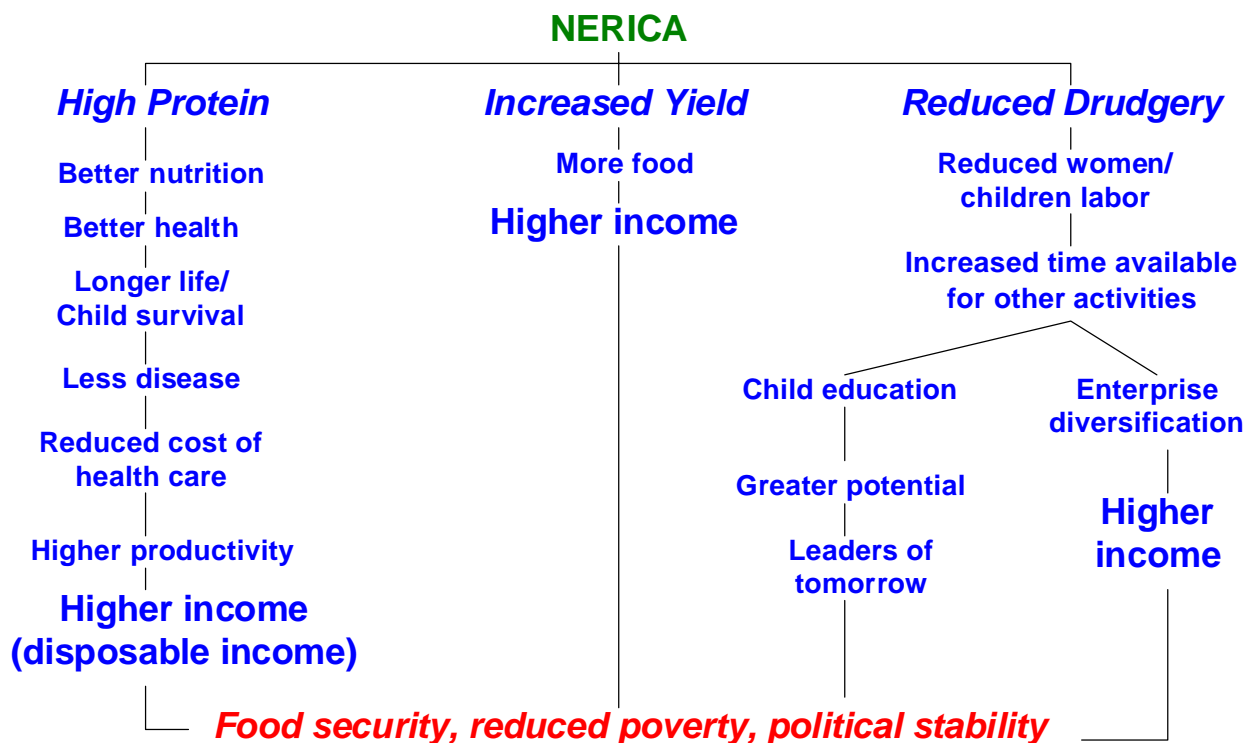 NERICA
High Protein
Increased Yield
Reduced Drudgery
Better nutrition
Better health
Longer life/
Child survival
Less disease
Reduced cost of
health care
Higher productivity
Higher income
(disposable income)
More food
Higher income
Reduced women/
children labor
Increased time available
for other activities
Child education
Greater potential
Leaders of
tomorrow
Enterprise
diversification
Higher
income
Food security, reduced poverty, political stability